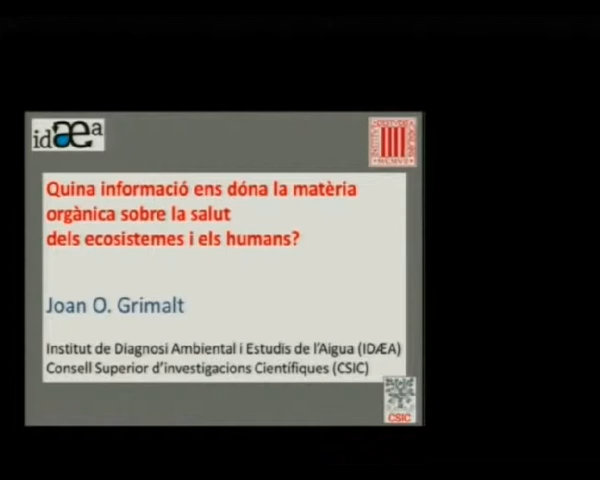 idæa
Quina informació ens dóna la matèria
orgànica sobre la salut
dels ecosistemes i els humans?
Joan O. Grimalt
Institut de Diagnosi Ambiental i Estudis de l'Aigua (IDÆA)
Consell Superior d'investigacions Científiques (CSIC)
CSIC